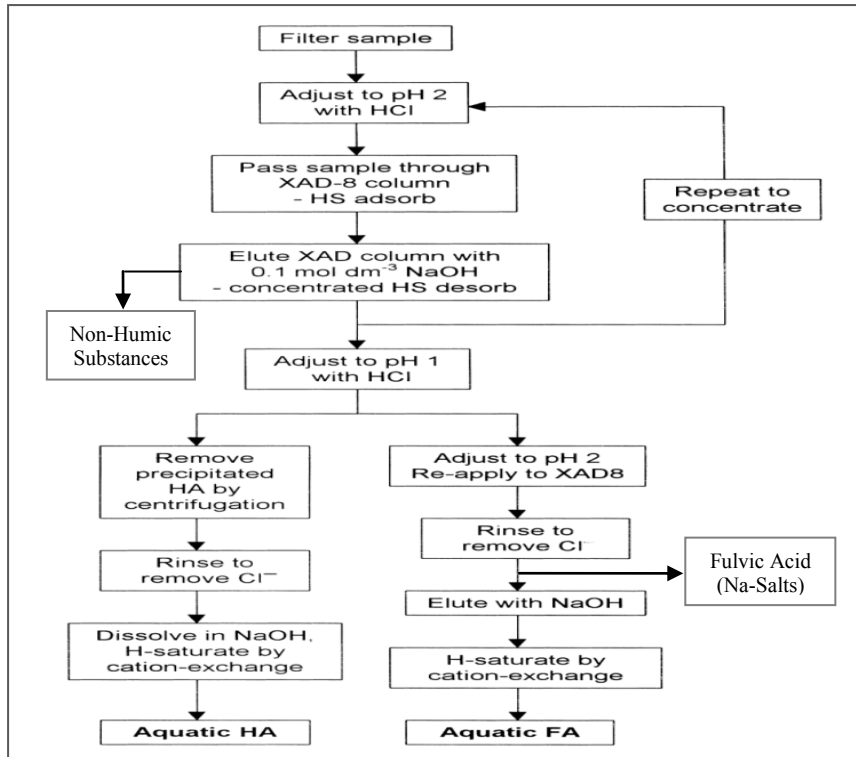 Filter sample
Adjust to pH 2
with HCl
Pass sample through
XAD-8 column
- HS adsorb
Repeat to
concentrate
Elute XAD column with
0.1 mol dm⁻³ NaOH
- concentrated HS desorb
Non-Humic
Substances
Adjust to pH 1
with HCl
Remove
precipitated
HA by
centrifugation
Adjust to pH 2
Re-apply to XAD8
Rinse to
remove Cl⁻
Rinse to
remove Cl⁻
Fulvic Acid
(Na-Salts)
Elute with NaOH
Dissolve in NaOH,
H-saturate by
cation-exchange
H-saturate by
cation-exchange
Aquatic HA
Aquatic FA